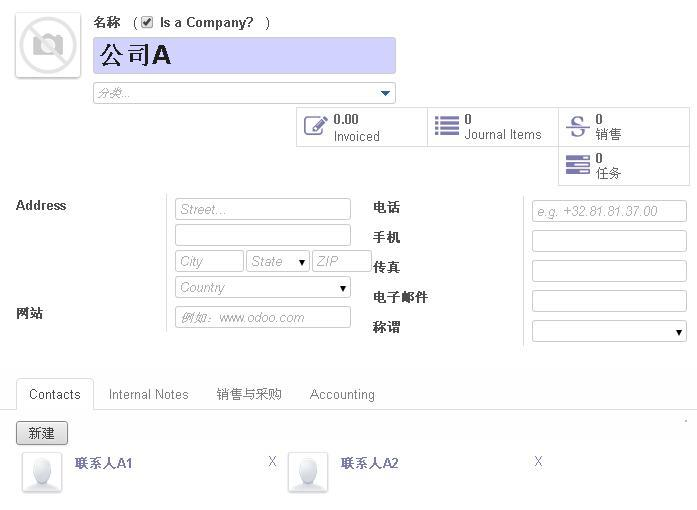 名称 ( Is a Company? )
公司A
分类...
0.00
Invoiced
0
Journal Items
0
销售
0
任务
Address
Street...
City
State
ZIP
Country
网站
例如: www.odoo.com
电话
e.g. +32.81.81.37.00
手机
传真
电子邮件
称谓
Contacts
Internal Notes
销售与采购
Accounting
新建
联系人A1
X
联系人A2
X